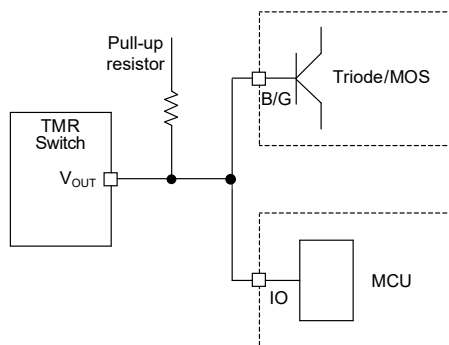 Pull-up
resistor
TMR
Switch
VOUT
B/G
Triode/MOS
IO
MCU